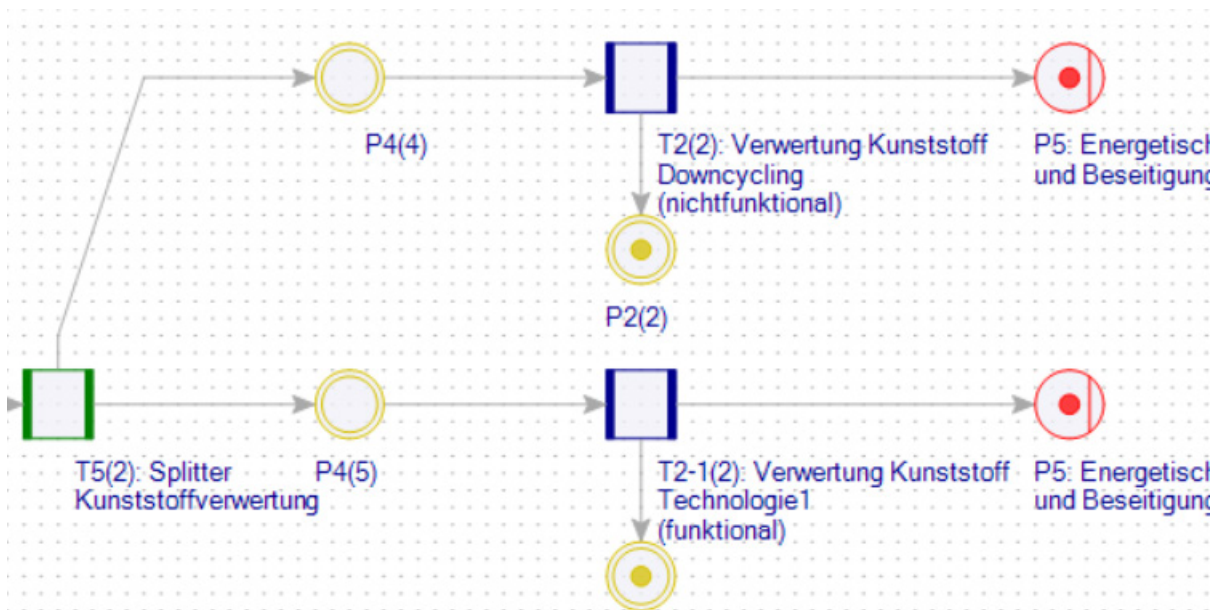 P4(4)
T2(2): Verwertung Kunststoff
Downcycling
(nichtfunktional)
P5: Energetisch
und Beseitigung
P2(2)
T5(2): Splitter
Kunststoffverwertung
P4(5)
T2-1(2): Verwertung Kunststoff
Technologie1
(funktional)
P5: Energetisch
und Beseitigung